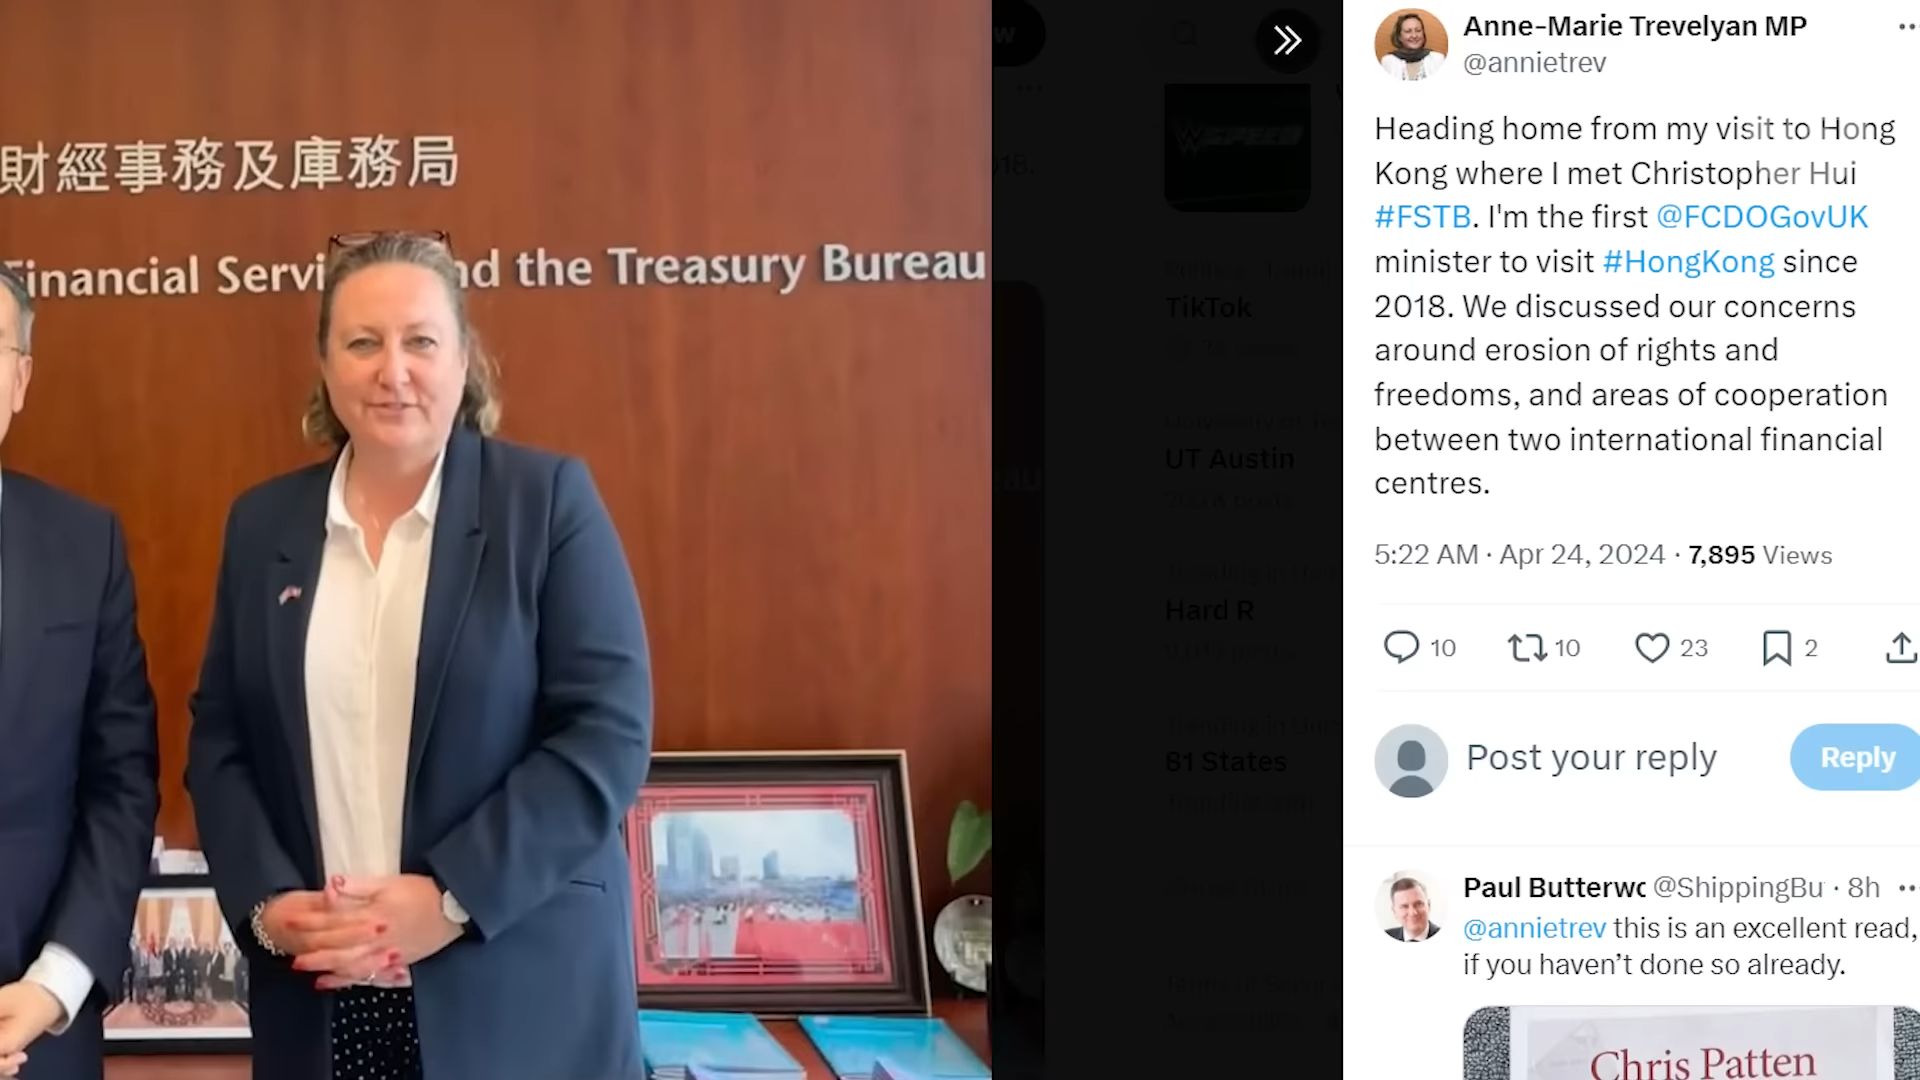 財經事務及庫務局
Financial Servi nd the Treasury Bureau
SPEED
TikTok
UT Austin
Hard R
81 States
Anne-Marie Trevelyan MP
@annietrev
Heading home from my visit to Hong
Kong where I met Christopher Hui
#FSTB. I'm the first @FCDOGovUK
minister to visit #HongKong since
2018. We discussed our concerns
around erosion of rights and
freedoms, and areas of cooperation
between two international financial
centres.
5:22 AM · Apr 24, 2024 · 7,895 Views
10 10 23 2
Post your reply
Reply
Paul Butterwo @ShippingBu · 8h
@annietrev this is an excellent read,
if you haven’t done so already.
Chris Patten